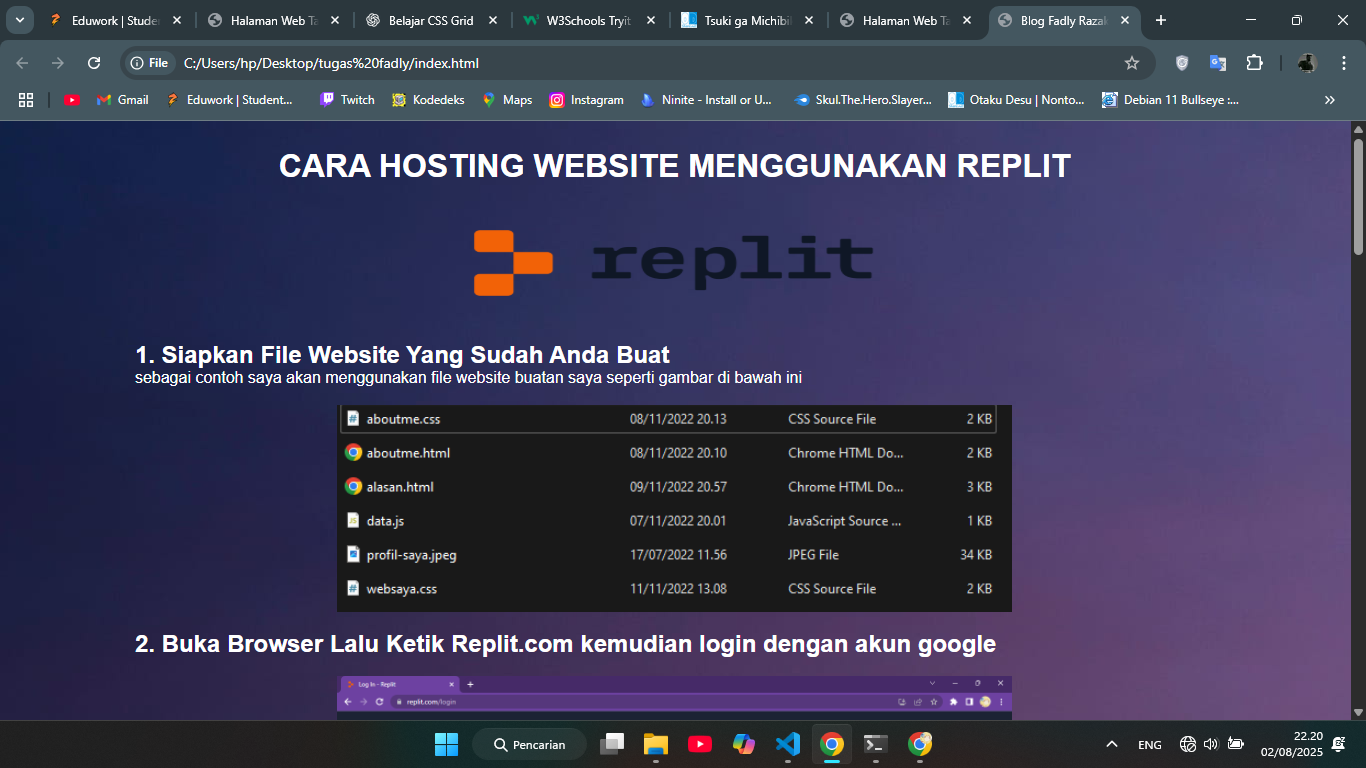 Eduwork | Studen
Halaman Web Ta
Belajar CSS Grid
W3Schools Tryit
Tsuki ga Michibi
Halaman Web Ta
Blog Fadly Razak
File
C:/Users/hp/Desktop/tugas%20fadly/index.html
Gmail
Eduwork | Student...
Twitch
Kodedeks
Maps
Instagram
Ninite - Install or U...
Skul.The.Hero.Slayer...
Otaku Desu | Nonto...
Debian 11 Bullseye :...
CARA HOSTING WEBSITE MENGGUNAKAN REPLIT
replit
1. Siapkan File Website Yang Sudah Anda Buat
sebagai contoh saya akan menggunakan file website buatan saya seperti gambar di bawah ini
aboutme.css 08/11/2022 20.13 CSS Source File 2 KB
aboutme.html 08/11/2022 20.10 Chrome HTML Do... 2 KB
alasan.html 09/11/2022 20.57 Chrome HTML Do... 3 KB
data.js 07/11/2022 20.01 JavaScript Source ... 1 KB
profil-saya.jpeg 17/07/2022 11.56 JPEG File 34 KB
websaya.css 11/11/2022 13.08 CSS Source File 2 KB
2. Buka Browser Lalu Ketik Replit.com kemudian login dengan akun google
Log In - Replit
replit.com/login
Pencarian
ENG
22.20
02/08/2025